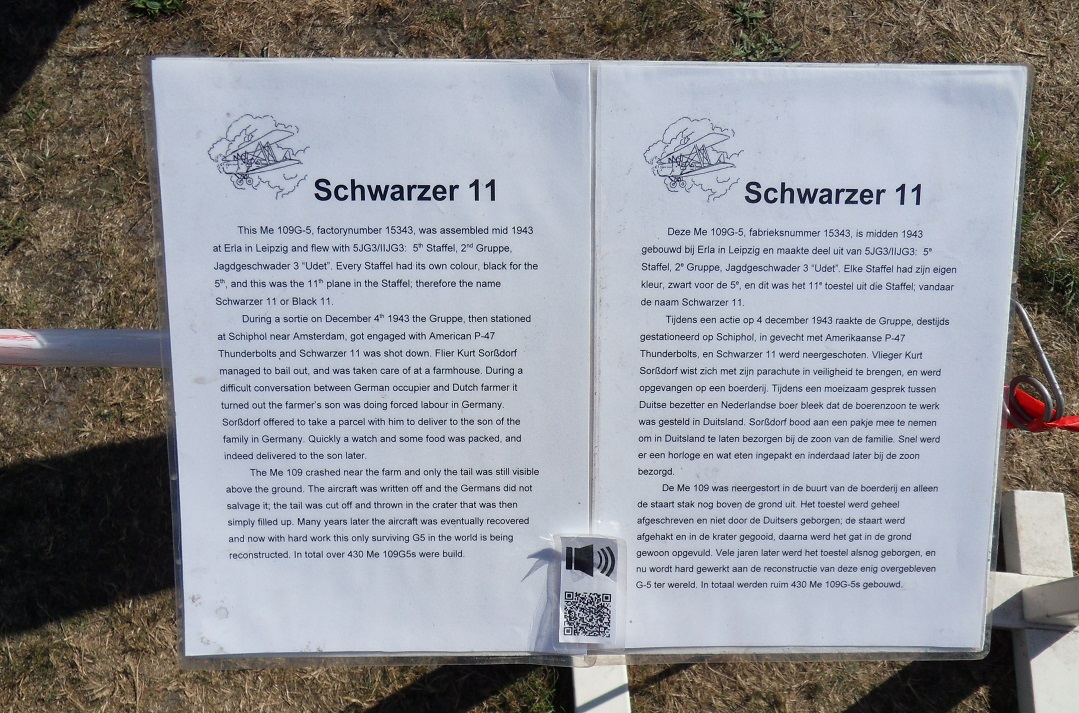 Schwarzer 11
This Me 109G-5, factorynumber 15343, was assembled mid 1943
at Erla in Leipzig and flew with 5JG3/IIJG3: 5th Staffel, 2nd Gruppe,
Jagdgeschwader 3 “Udet”. Every Staffel had its own colour, black for the
5th, and this was the 11th plane in the Staffel; therefore the name
Schwarzer 11 or Black 11.
During a sortie on December 4th 1943 the Gruppe, then stationed
at Schiphol near Amsterdam, got engaged with American P-47
Thunderbolts and Schwarzer 11 was shot down. Flier Kurt Sorßdorf
managed to bail out, and was taken care of at a farmhouse. During a
difficult conversation between German occupier and Dutch farmer it
turned out the farmer’s son was doing forced labour in Germany.
Sorßdorf offered to take a parcel with him to deliver to the son of the
family in Germany. Quickly a watch and some food was packed, and
indeed delivered to the son later.
The Me 109 crashed near the farm and only the tail was still visible
above the ground. The aircraft was written off and the Germans did not
salvage it; the tail was cut off and thrown in the crater that was then
simply filled up. Many years later the aircraft was eventually recovered
and now with hard work this only surviving G5 in the world is being
reconstructed. In total over 430 Me 109G5s were build.
Schwarzer 11
Deze Me 109G-5, fabrieksnummer 15343, is midden 1943
gebouwd bij Erla in Leipzig en maakte deel uit van 5JG3/IIJG3: 5e
Staffel, 2e Gruppe, Jagdgeschwader 3 “Udet”. Elke Staffel had zijn eigen
kleur, zwart voor de 5e, en dit was het 11e toestel uit die Staffel; vandaar
de naam Schwarzer 11.
Tijdens een actie op 4 december 1943 raakte de Gruppe, destijds
gestationeerd op Schiphol, in gevecht met Amerikaanse P-47
Thunderbolts, en Schwarzer 11 werd neergeschoten. Vlieger Kurt
Sorßdorf wist zich met zijn parachute in veiligheid te brengen, en werd
opgevangen op een boerderij. Tijdens een moeizaam gesprek tussen
Duitse bezetter en Nederlandse boer bleek dat de boerenzoon te werk
was gesteld in Duitsland. Sorßdorf bood aan een pakje mee te nemen
om in Duitsland te laten bezorgen bij de zoon van de familie. Snel werd
er een horloge en wat eten ingepakt en inderdaad later bij de zoon
bezorgd.
De Me 109 was neergestort in de buurt van de boerderij en alleen
de staart stak nog boven de grond uit. Het toestel werd geheel
afgeschreven en niet door de Duitsers geborgen; de staart werd
afgehakt en in de krater gegooid, daarna werd het gat in de grond
gewoon opgevuld. Vele jaren later werd het toestel alsnog geborgen, en
nu wordt hard gewerkt aan de reconstructie van deze enig overgebleven
G-5 ter wereld. In totaal werden ruim 430 Me 109G-5s gebouwd.